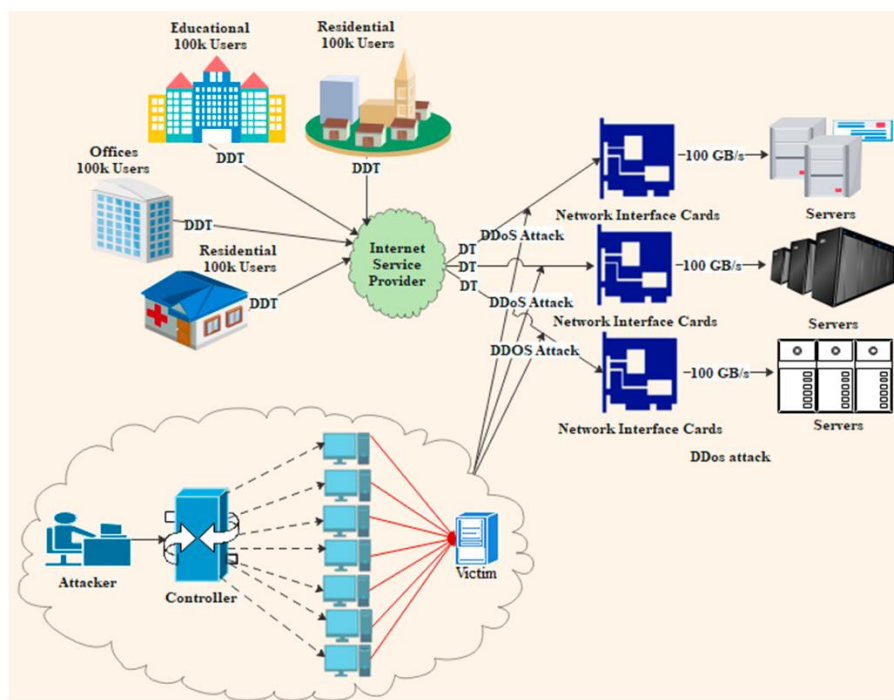 Educational
100k Users
Residential
100k Users
DDT
DDT
Offices
100k Users
DDT
Residential
100k Users
DDT
Internet
Service
Provider
DT
DT
DT
DDoS Attack
DDoS Attack
DDOS Attack
Network Interface Cards
100 GB/s
Servers
Network Interface Cards
100 GB/s
Servers
Network Interface Cards
100 GB/s
Servers
DDos attack
Attacker
Controller
Victim